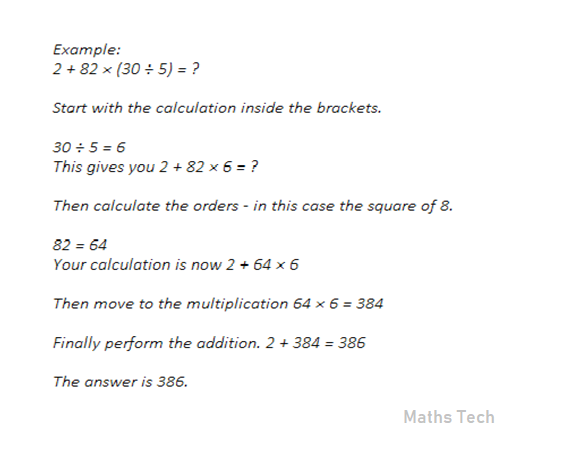 Example:
2 + 82 × (30 ÷ 5) = ?
Start with the calculation inside the brackets.
30 ÷ 5 = 6
This gives you 2 + 82 × 6 = ?
Then calculate the orders - in this case the square of 8.
82 = 64
Your calculation is now 2 + 64 × 6
Then move to the multiplication 64 × 6 = 384
Finally perform the addition. 2 + 384 = 386
The answer is 386.
Maths Tech